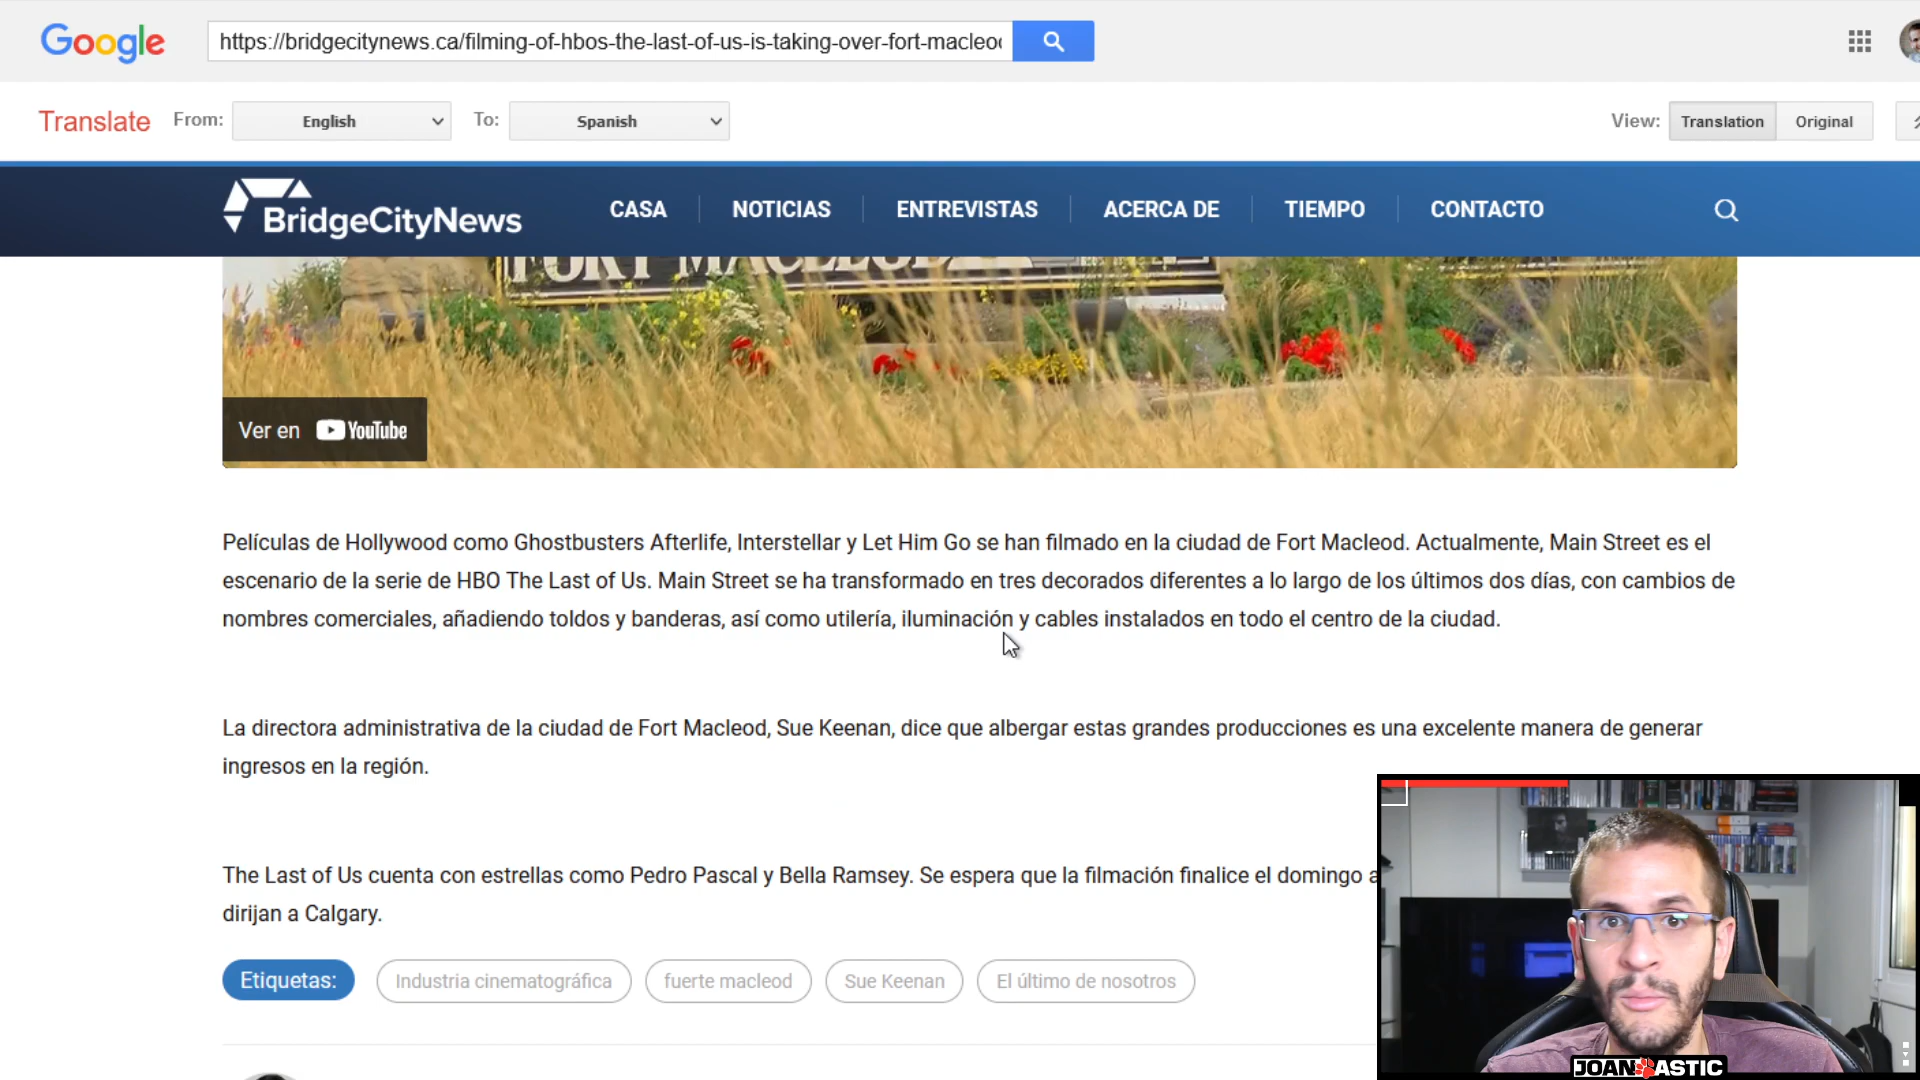 Google
https://bridgecitynews.ca/filming-of-hbos-the-last-of-us-is-taking-over-fort-macleo
Translate From: English To: Spanish View: Translation Original
BridgeCityNews CASA NOTICIAS ENTREVISTAS ACERCA DE TIEMPO CONTACTO
FORT MACLEOD
Ver en YouTube
Películas de Hollywood como Ghostbusters Afterlife, Interstellar y Let Him Go se han filmado en la ciudad de Fort Macleod. Actualmente, Main Street es el
escenario de la serie de HBO The Last of Us. Main Street se ha transformado en tres decorados diferentes a lo largo de los últimos dos días, con cambios de
nombres comerciales, añadiendo toldos y banderas, así como utilería, iluminación y cables instalados en todo el centro de la ciudad.
La directora administrativa de la ciudad de Fort Macleod, Sue Keenan, dice que albergar estas grandes producciones es una excelente manera de generar
ingresos en la región.
The Last of Us cuenta con estrellas como Pedro Pascal y Bella Ramsey. Se espera que la filmación finalice el domingo a
dirijan a Calgary.
Etiquetas: Industria cinematográfica fuerte macleod Sue Keenan El último de nosotros
JOANTASTIC